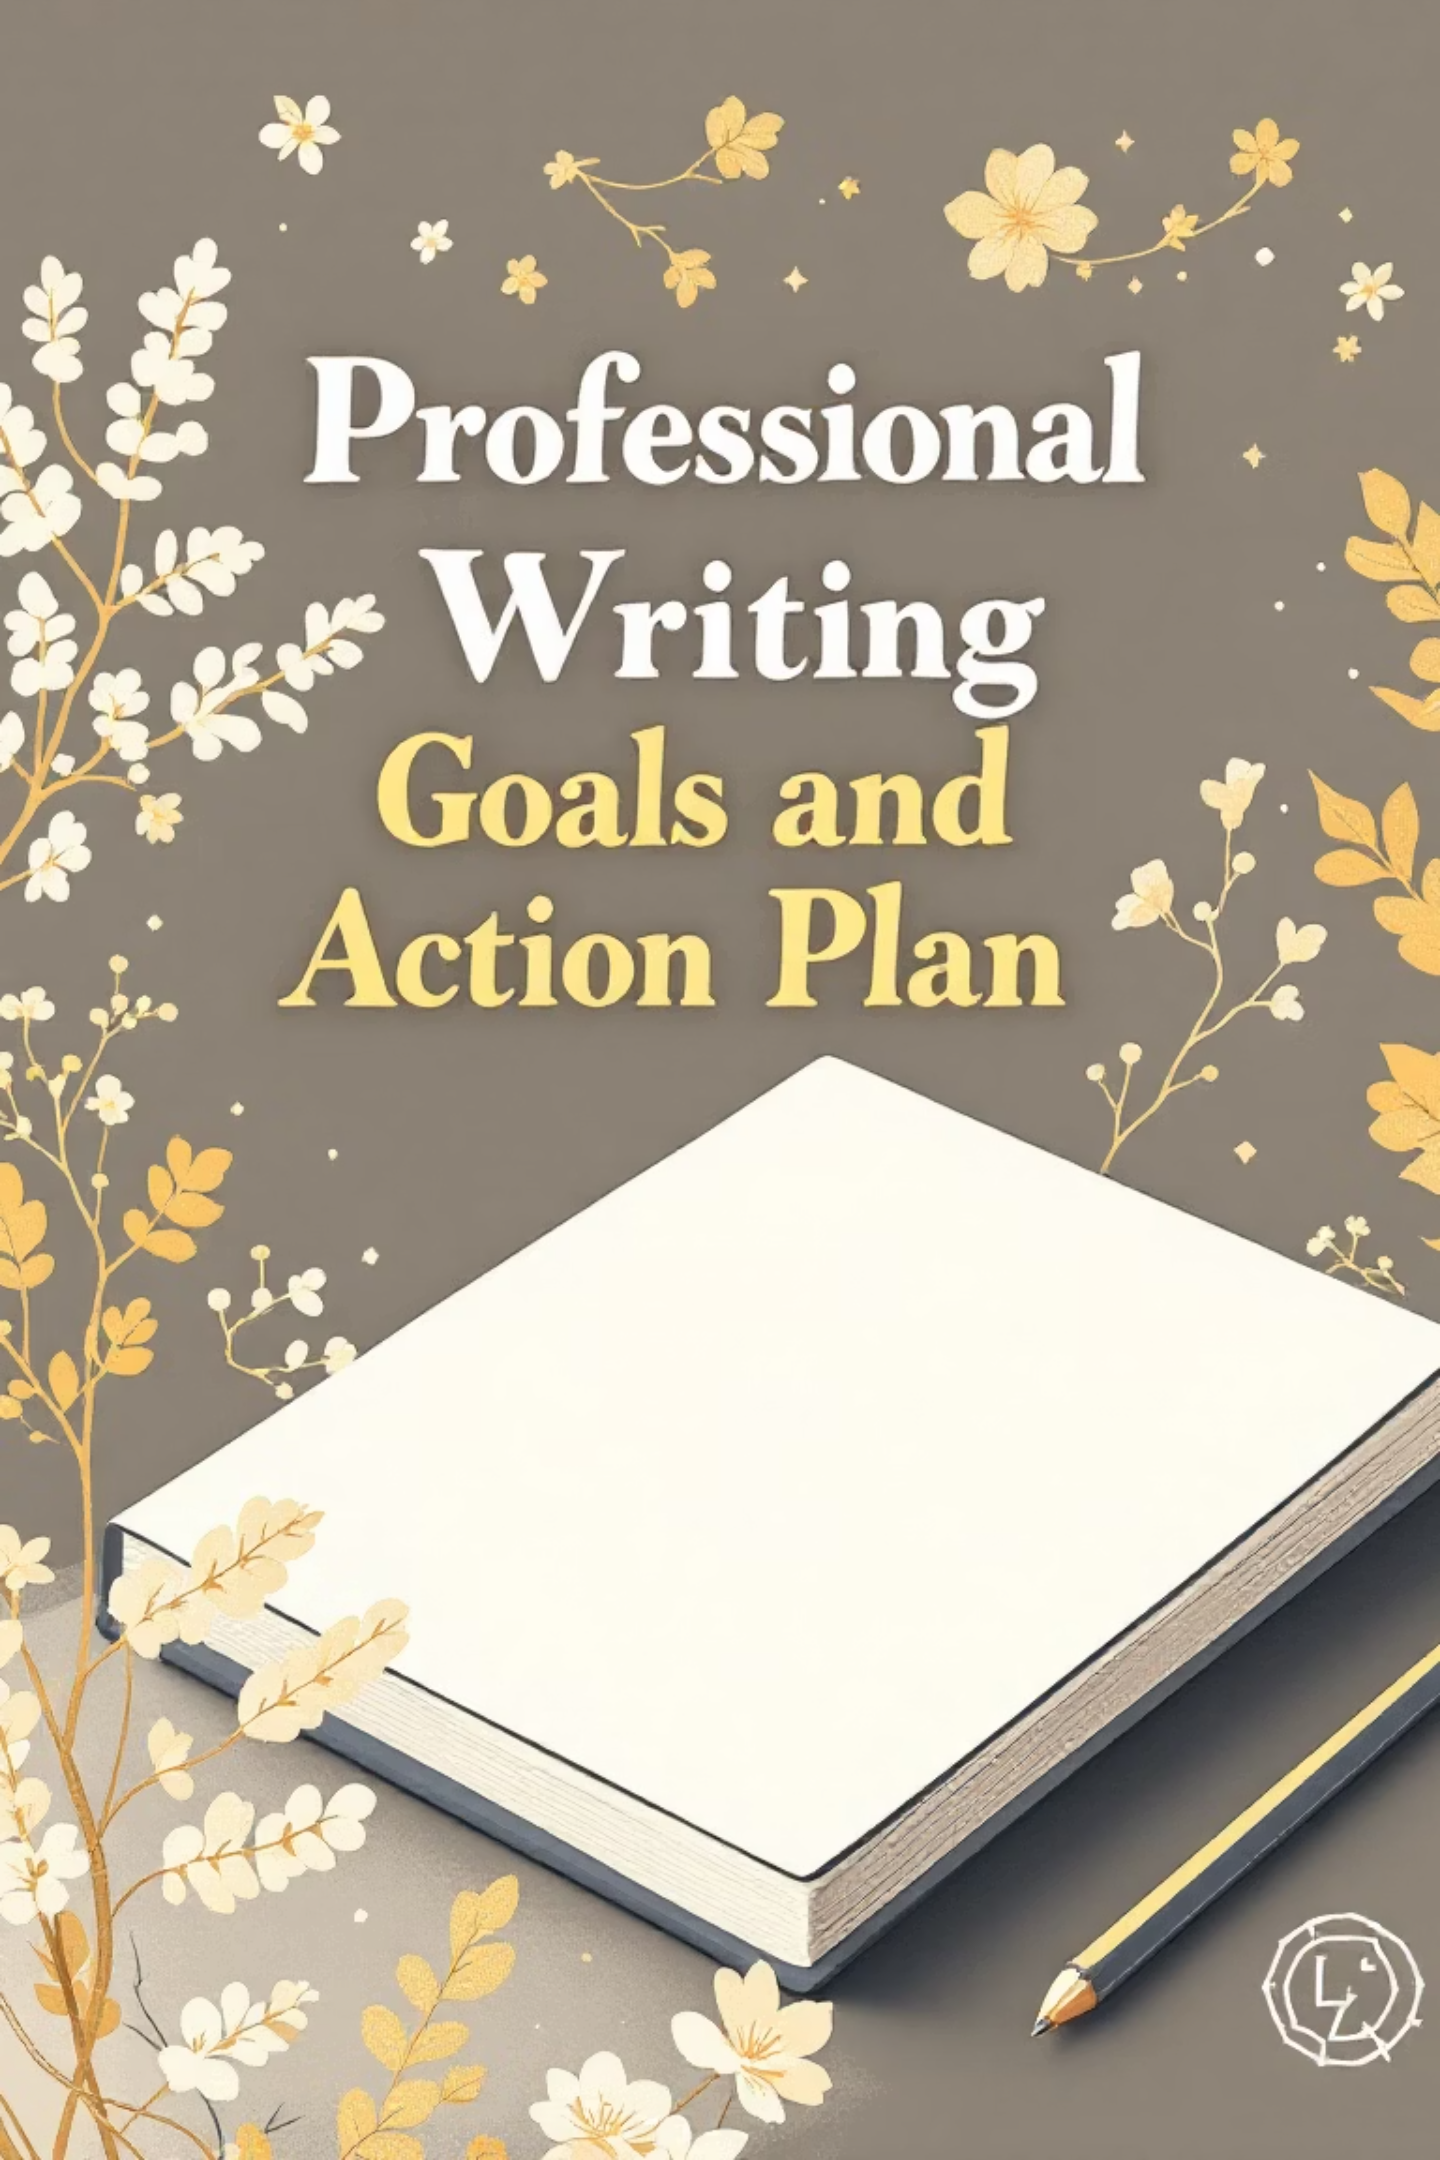 Professional
Writing
Goals and
Action Plan